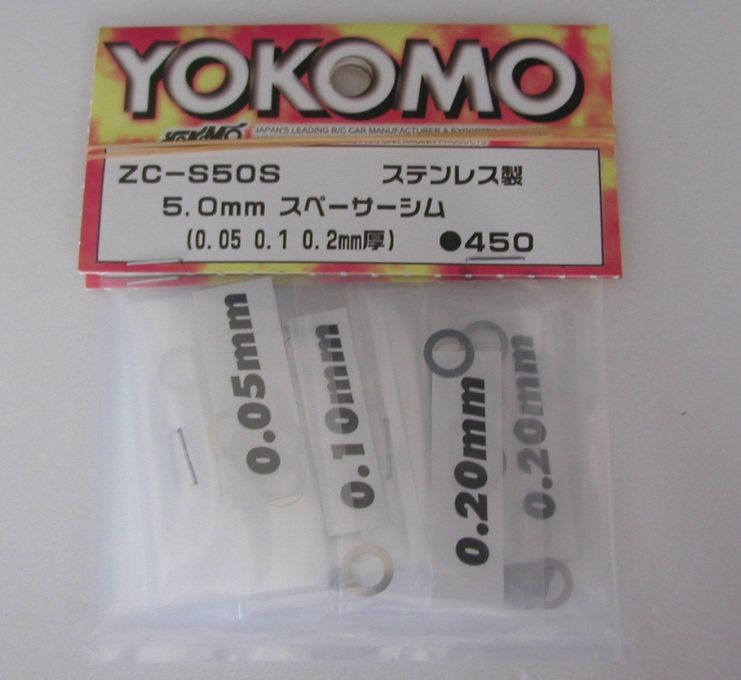 YOKOMO
YOKOMO
JAPAN'S LEADING R/C CAR MANUFACTURER & EXPORTER
ZC-S50S ステンレス製
5.0mm スペーサーシム
(0.05 0.1 0.2mm厚) ●450
0.05mm
0.10mm
0.20mm
0.20mm